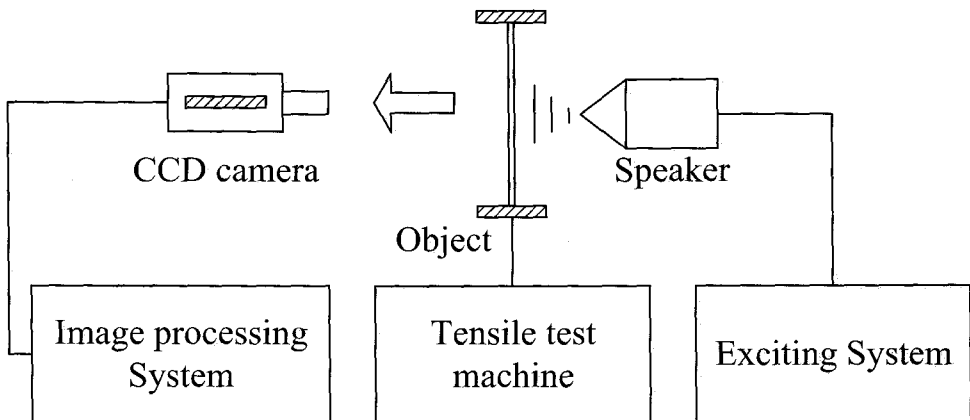 CCD camera
Speaker
Object
Image processing
System
Tensile test
machine
Exciting System